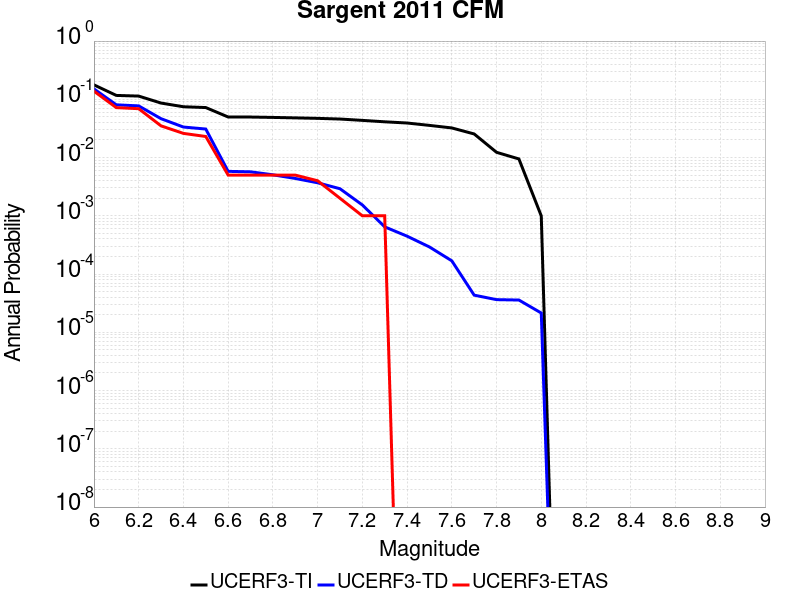 Sargent 2011 CFM
10^0
10^-1
10^-2
10^-3
10^-4
10^-5
10^-6
10^-7
10^-8
Annual Probability
6 6.2 6.4 6.6 6.8 7 7.2 7.4 7.6 7.8 8 8.2 8.4 8.6 8.8 9
Magnitude
UCERF3-TI UCERF3-TD UCERF3-ETAS